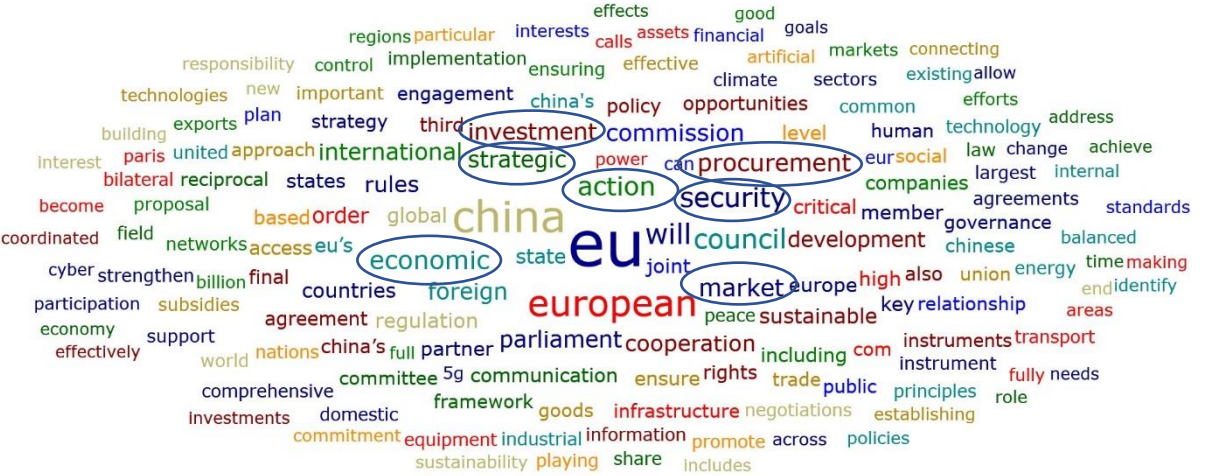 effects good
regions particular interests calls assets financial goals
responsibility control implementation ensuring effective artificial markets connecting
technologies new important engagement china's climate sectors existing allow
building exports plan strategy third investment policy opportunities common efforts address
commission level human technology
interest paris united approach international strategic power can procurement eur social law change achieve
bilateral reciprocal states rules action security companies largest internal
become proposal based order global china critical member agreements standards
coordinated field networks access eu's state eu will council development governance chinese balanced
economic joint
cyber strengthen billion final countries foreign market europe high also union energy time making
end identify
participation subsidies european key relationship areas
economy support agreement regulation peace sustainable
effectively world nations china’s full partner parliament cooperation including com instruments transport
comprehensive committee 5g communication ensure rights trade public instrument fully needs
principles role
investments domestic framework goods infrastructure negotiations establishing
commitment equipment industrial information promote across policies
sustainability playing share includes